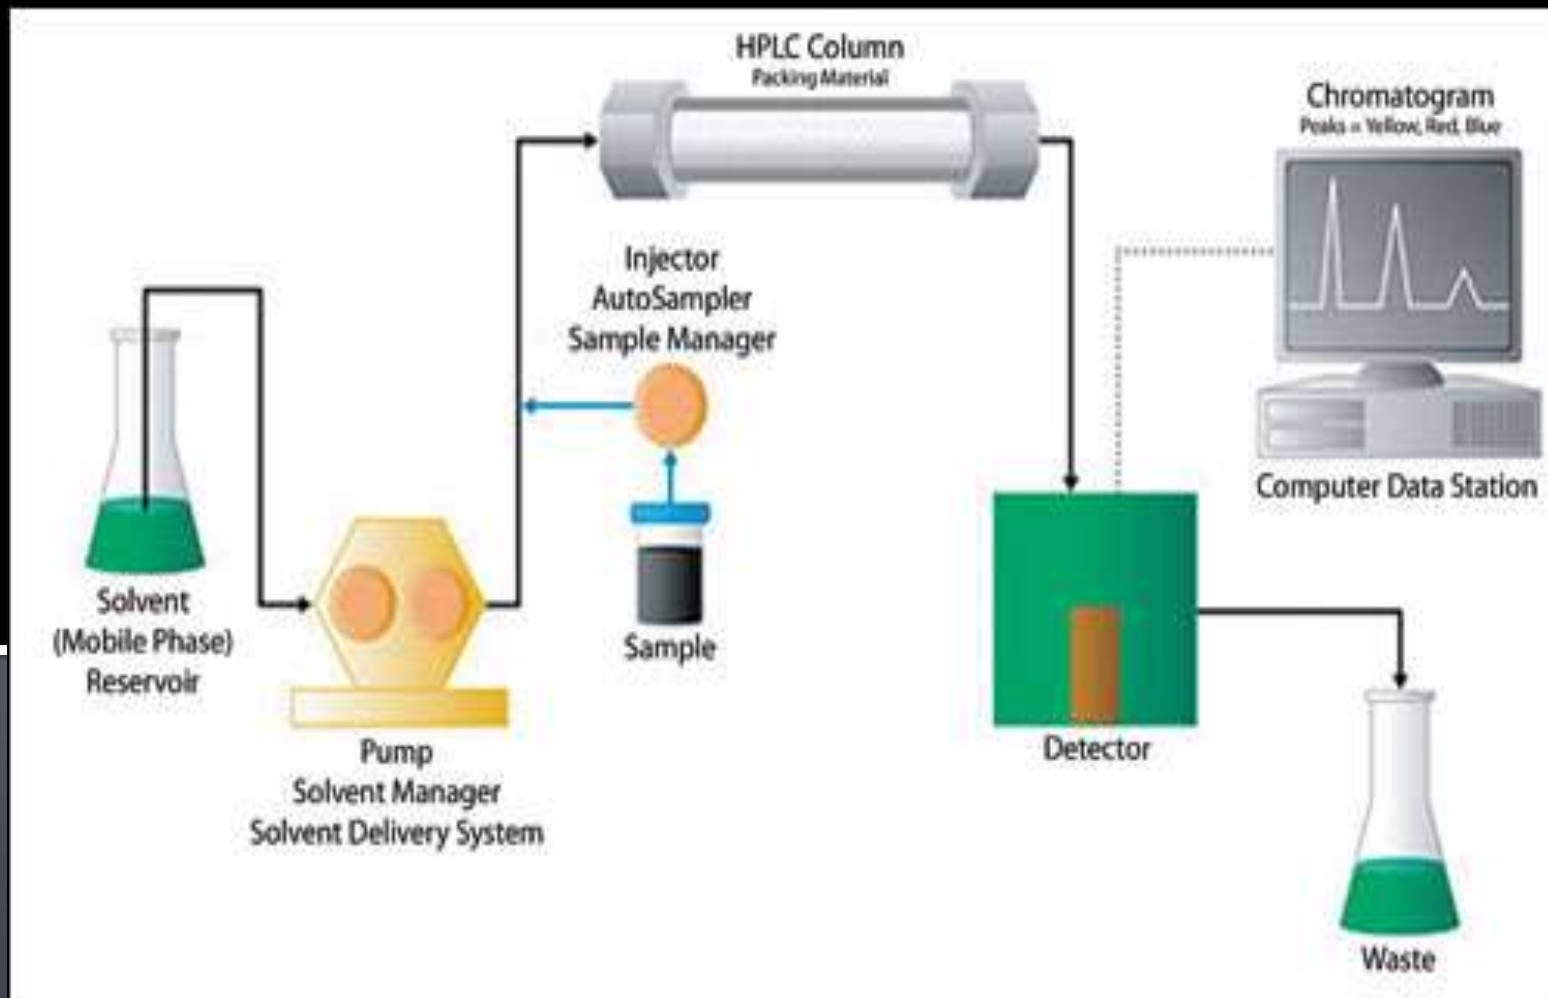 HPLC Column
Packing Material
Chromatogram
Peaks = Yellow, Red, Blue
Injector
AutoSampler
Sample Manager
Computer Data Station
Solvent
(Mobile Phase)
Reservoir
Sample
Pump
Solvent Manager
Solvent Delivery System
Detector
Waste